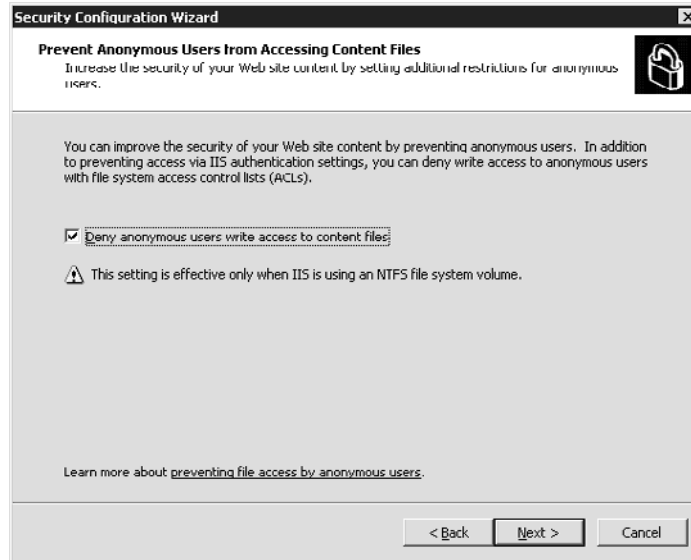 Security Configuration Wizard
Prevent Anonymous Users from Accessing Content Files
Increase the security of your Web site content by setting additional restrictions for anonymous
users.
You can improve the security of your Web site content by preventing anonymous users. In addition
to preventing access via IIS authentication settings, you can deny write access to anonymous users
with file system access control lists (ACLs).
Deny anonymous users write access to content files
This setting is effective only when IIS is using an NTFS file system volume.
Learn more about preventing file access by anonymous users.
< Back Next > Cancel